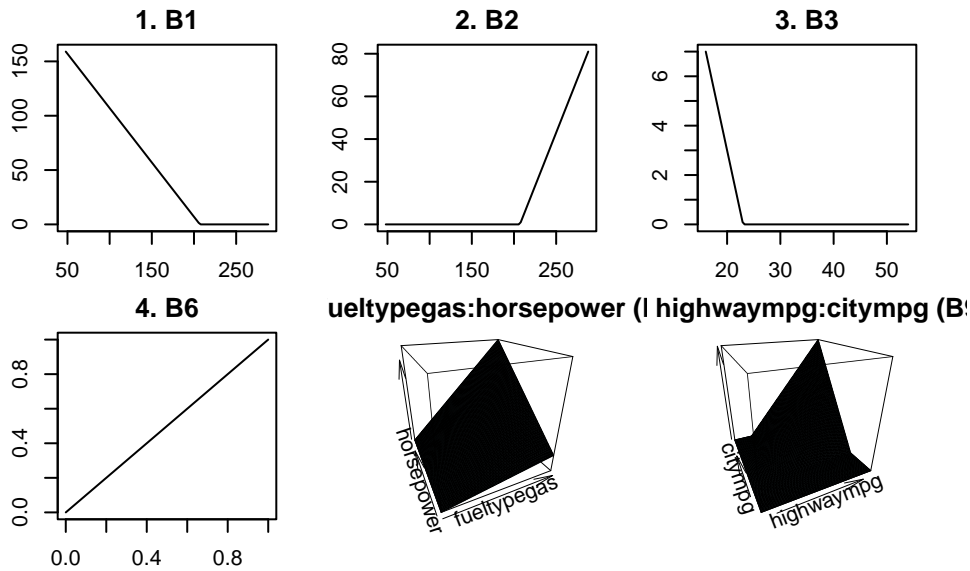 1. B1
2. B2
3. B3
0 50 100 150
50 150 250
0 20 40 60 80
50 150 250
0 2 4 6
20 30 40 50
4. B6
ueltypegas:horsepower (
highwaympg:citympg (B9
0.0 0.4 0.8
0.0 0.4 0.8
horsepower
fueltypegas
citympg
highwaympg